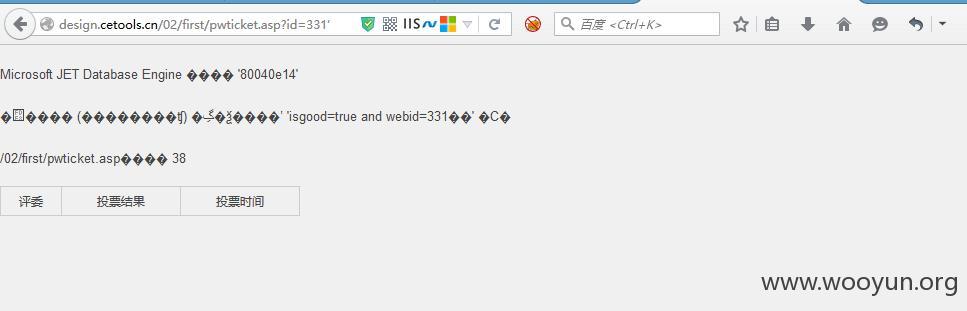 design.cetools.cn/02/first/pwticket.asp?id=331'
IIS
百度 <Ctrl+K>
Microsoft JET Database Engine ���� '80040e14'
'isgood=true and webid=331��'
/02/first/pwticket.asp���� 38
评委 投票结果 投票时间
www.wooyun.org